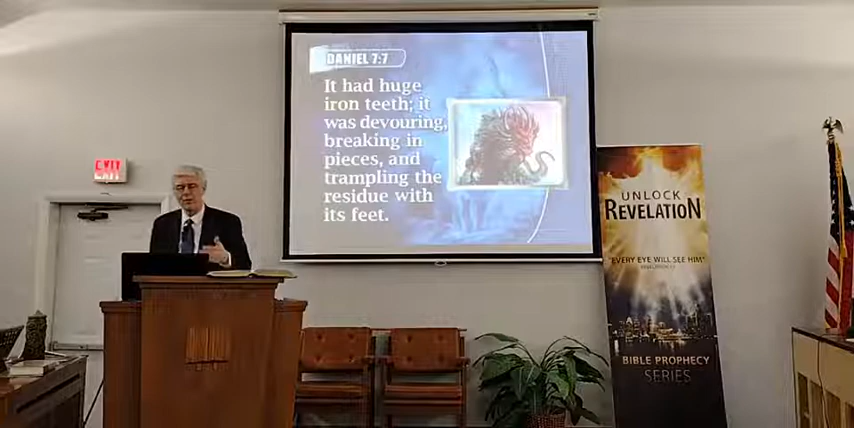 EXIT
DANIEL 7:7
It had huge
iron teeth; it
was devouring,
breaking in
pieces, and
trampling the
residue with
its feet.
UNLOCK
REVELATION
"EVERY EYE WILL SEE HIM"
BIBLE PROPHECY
SERIES